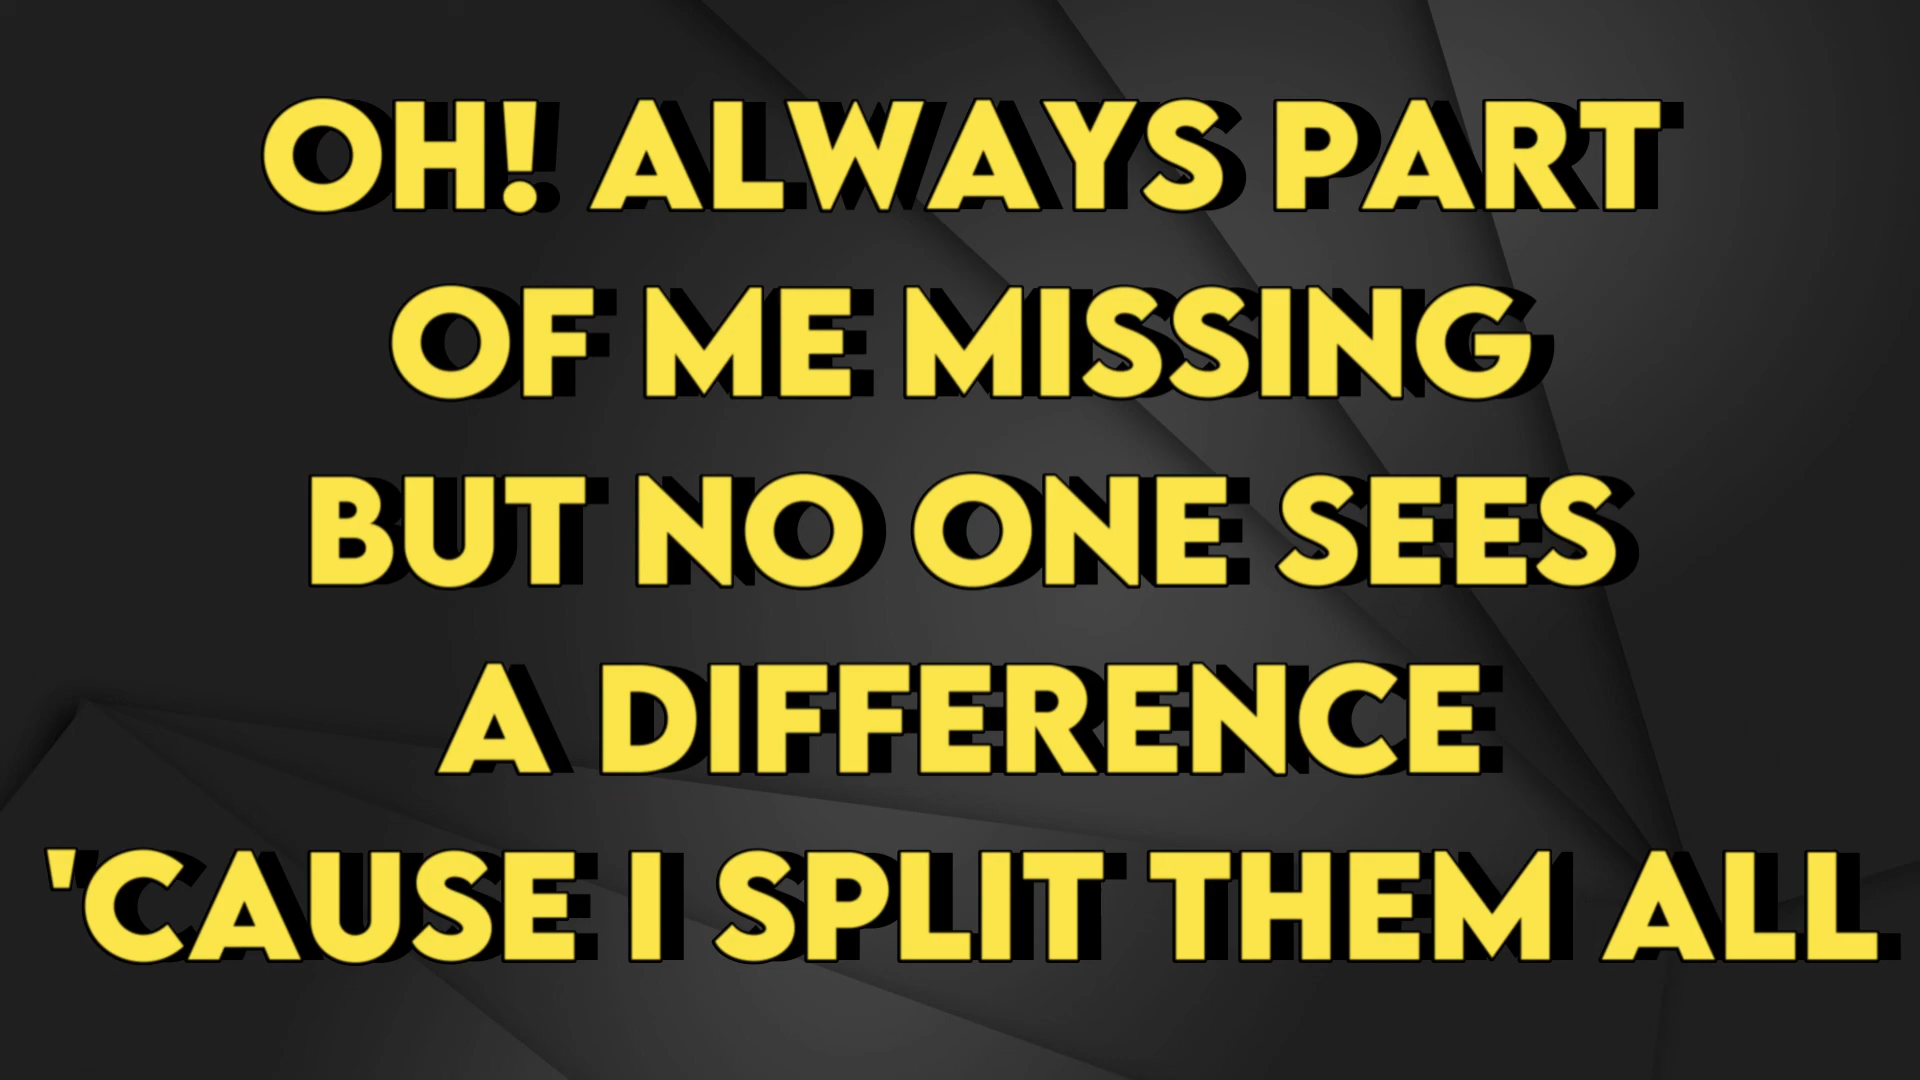 OH! ALWAYS PART
OF ME MISSING
BUT NO ONE SEES
A DIFFERENCE
'CAUSE I SPLIT THEM ALL